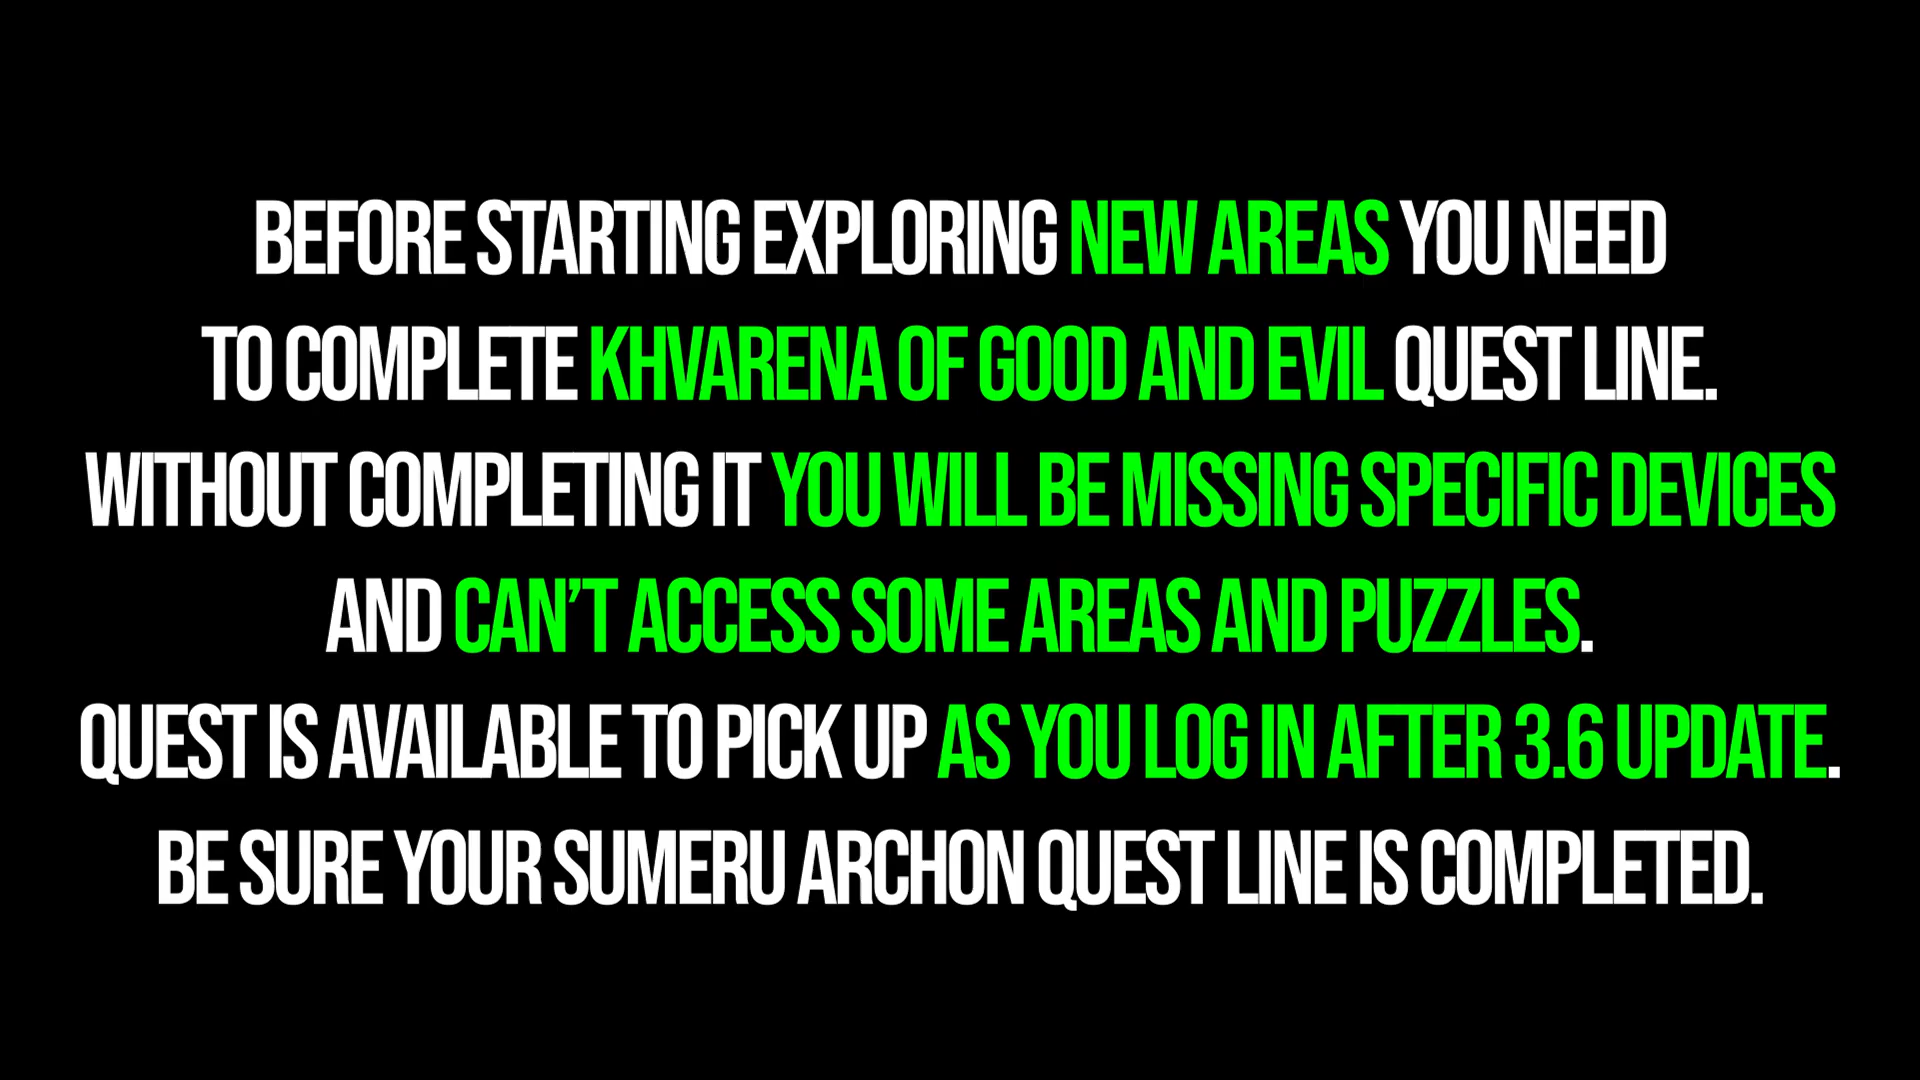 BEFORE STARTING EXPLORING NEW AREAS YOU NEED
TO COMPLETE KHVARENA OF GOOD AND EVIL QUEST LINE.
WITHOUT COMPLETING IT YOU WILL BE MISSING SPECIFIC DEVICES
AND CAN’T ACCESS SOME AREAS AND PUZZLES.
QUEST IS AVAILABLE TO PICK UP AS YOU LOG IN AFTER 3.6 UPDATE.
BE SURE YOUR SUMERU ARCHON QUEST LINE IS COMPLETED.